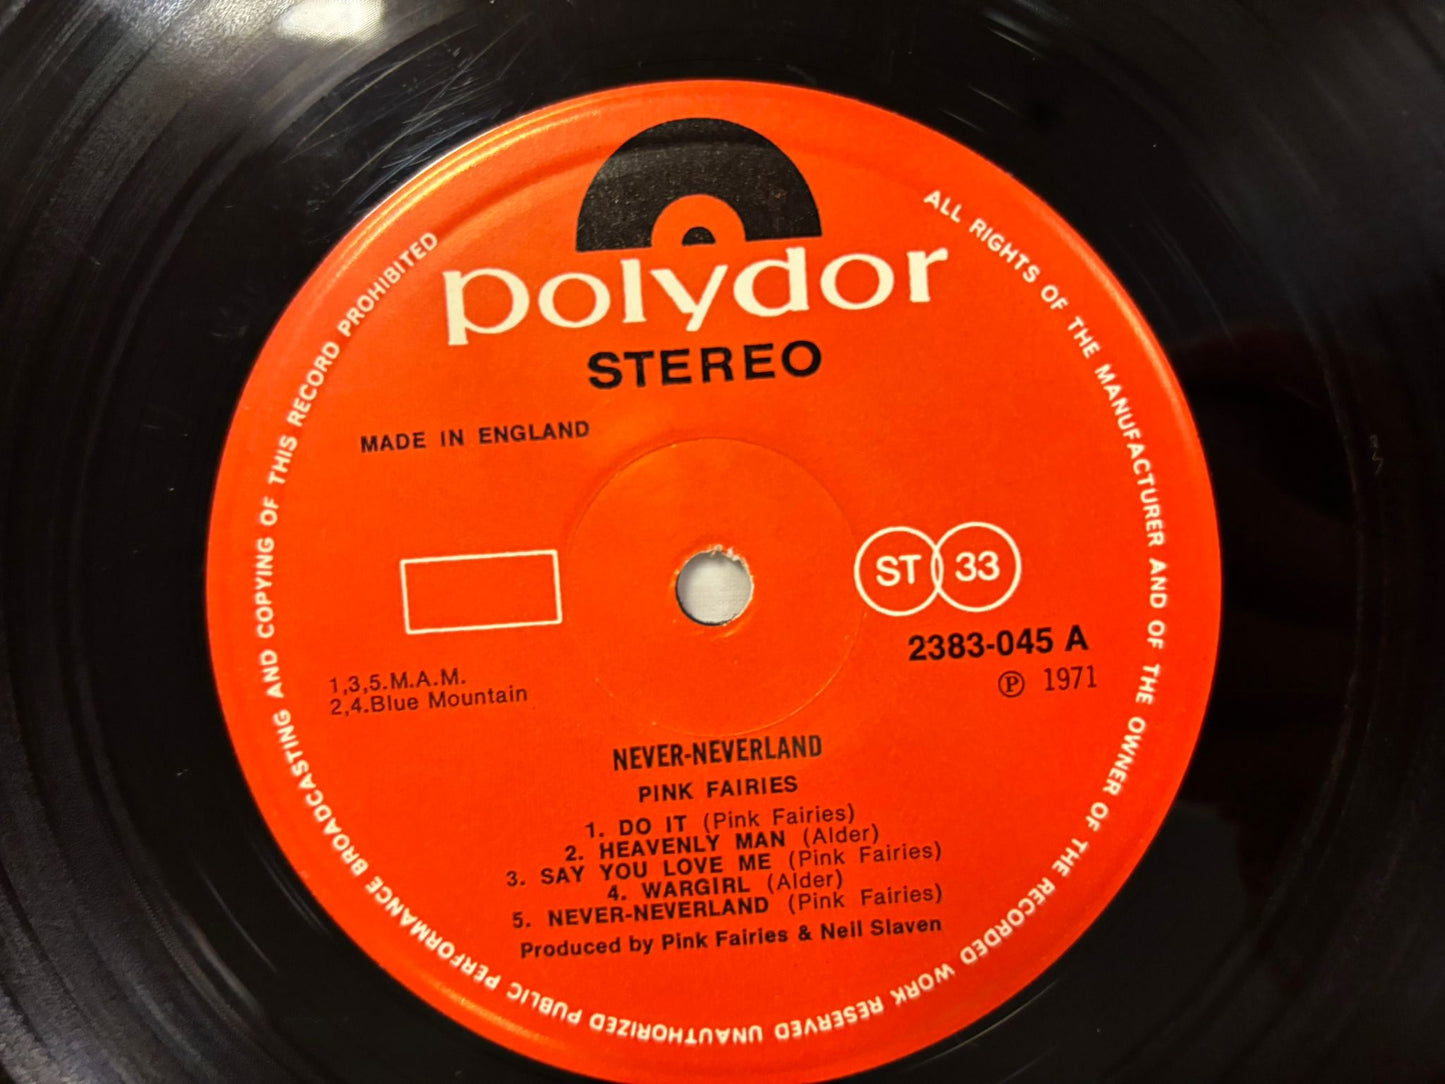 polydor
STEREO
MADE IN ENGLAND
ST 33
2383-045 A
℗ 1971
1,3,5.M.A.M.
2,4.Blue Mountain
NEVER-NEVERLAND
PINK FAIRIES
1. DO IT (Pink Fairies)
2. HEAVENLY MAN (Alder)
3. SAY YOU LOVE ME (Pink Fairies)
4. WARGIRL (Alder)
5. NEVER-NEVERLAND (Pink Fairies)
Produced by Pink Fairies & Neil Slaven
ALL RIGHTS OF THE MANUFACTURER AND OF THE OWNER OF THE RECORDED WORK RESERVED UNAUTHORIZED PUBLIC PERFORMANCE BROADCASTING AND COPYING OF THIS RECORD PROHIBITED